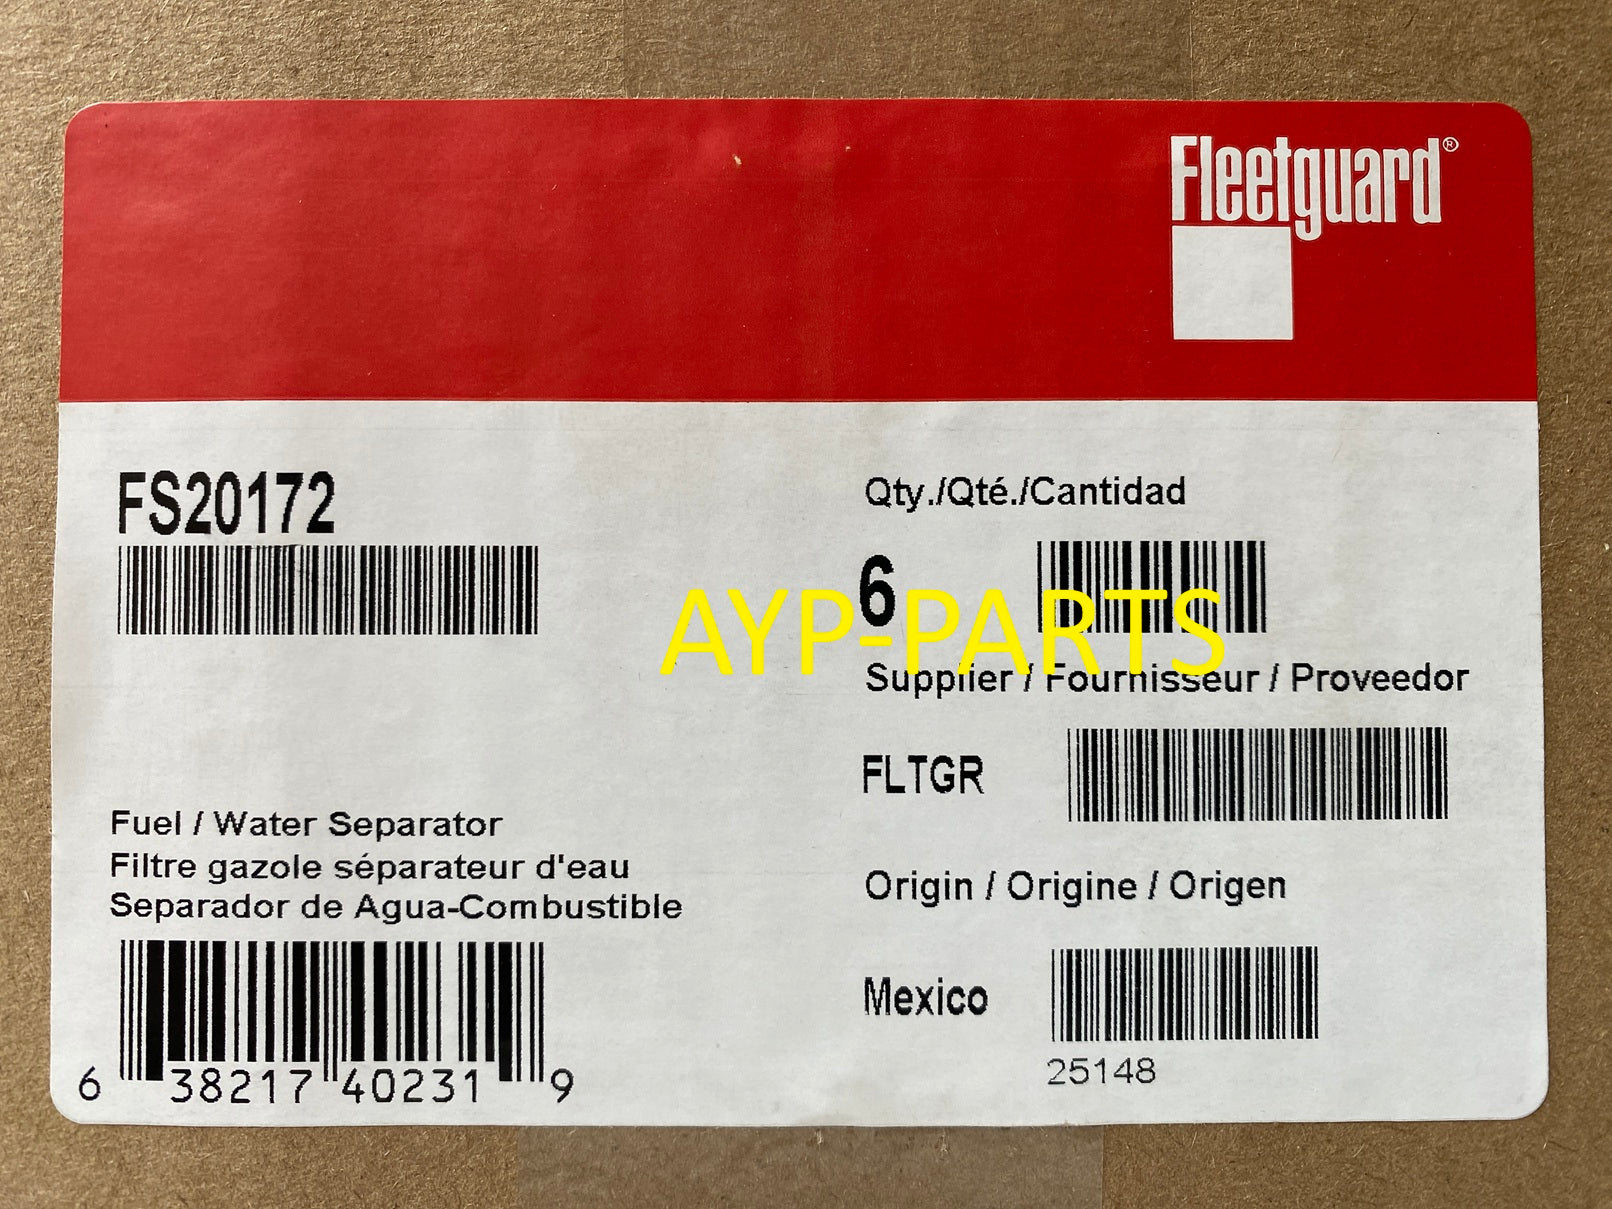 Fleetguard®
FS20172
Qty./Qté./Cantidad
6
AYP-PARTS
Supplier / Fournisseur / Proveedor
FLTGR
Fuel / Water Separator
Filtre gazole séparateur d'eau
Separador de Agua-Combustible
6 38217 40231 9
Origin / Origine / Origen
Mexico
25148